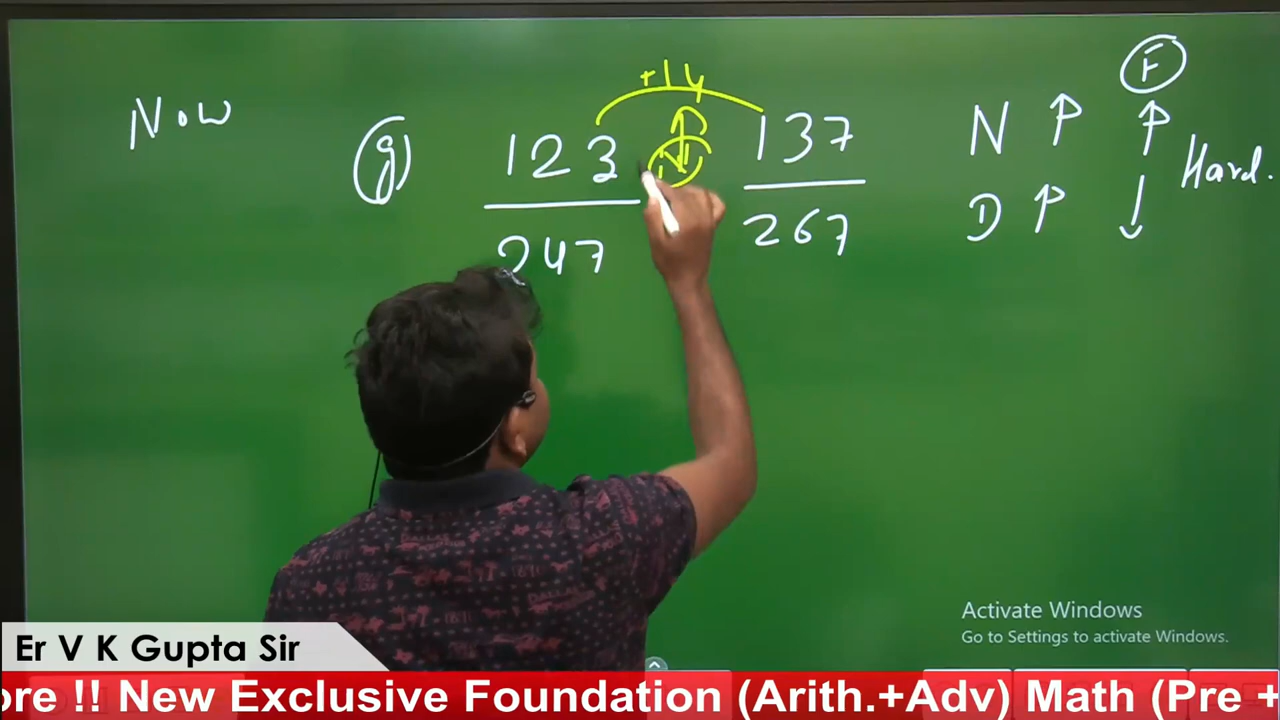 Now
(g) 123 +14 N 137
247 267
N ↑ F ↑ Hard.
D ↑ ↓
Activate Windows
Go to Settings to activate Windows.
Er V K Gupta Sir
ore !! New Exclusive Foundation (Arith.+Adv) Math (Pre +